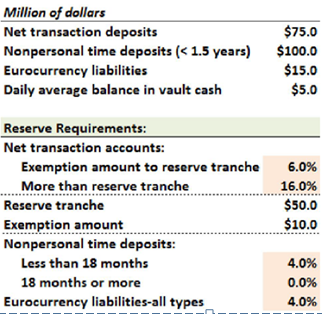 Million of dollars
Net transaction deposits $75.0
Nonpersonal time deposits (< 1.5 years) $100.0
Eurocurrency liabilities $15.0
Daily average balance in vault cash $5.0
Reserve Requirements:
Net transaction accounts:
Exemption amount to reserve tranche 6.0%
More than reserve tranche 16.0%
Reserve tranche $50.0
Exemption amount $10.0
Nonpersonal time deposits:
Less than 18 months 4.0%
18 months or more 0.0%
Eurocurrency liabilities-all types 4.0%